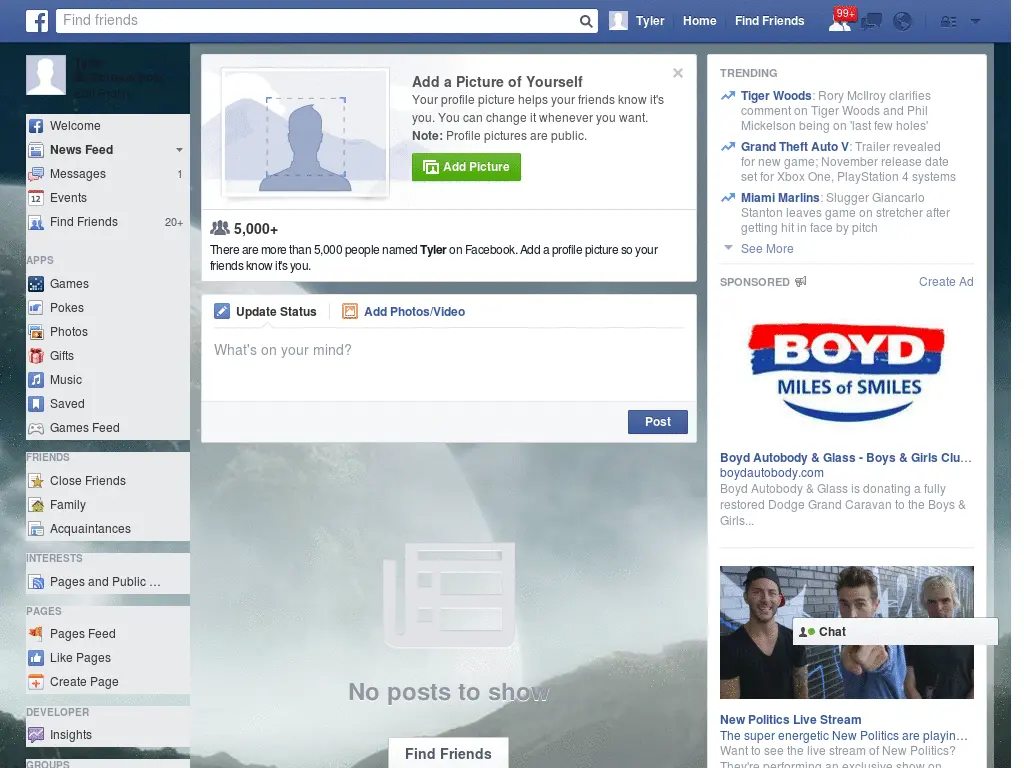 Find friends
Tyler
Home
Find Friends
99+
Tyler
Welcome
News Feed
Messages 1
12 Events
Find Friends 20+
APPS
Games
Pokes
Photos
Gifts
Music
Saved
Games Feed
FRIENDS
Close Friends
Family
Acquaintances
INTERESTS
Pages and Public ...
PAGES
Pages Feed
Like Pages
Create Page
DEVELOPER
Insights
GROUPS
Add a Picture of Yourself
Your profile picture helps your friends know it's
you. You can change it whenever you want.
Note: Profile pictures are public.
Add Picture
5,000+
There are more than 5,000 people named Tyler on Facebook. Add a profile picture so your
friends know it's you.
Update Status
Add Photos/Video
What's on your mind?
Post
No posts to show
Find Friends
TRENDING
Tiger Woods: Rory McIlroy clarifies
comment on Tiger Woods and Phil
Mickelson being on 'last few holes'
Grand Theft Auto V: Trailer revealed
for new game; November release date
set for Xbox One, PlayStation 4 systems
Miami Marlins: Slugger Giancarlo
Stanton leaves game on stretcher after
getting hit in face by pitch
See More
SPONSORED
Create Ad
BOYD
MILES of SMILES
Boyd Autobody & Glass - Boys & Girls Clu...
boydautobody.com
Boyd Autobody & Glass is donating a fully
restored Dodge Grand Caravan to the Boys &
Girls...
Chat
New Politics Live Stream
The super energetic New Politics are playin...
Want to see the live stream of New Politics?
They're performing an exclusive show on